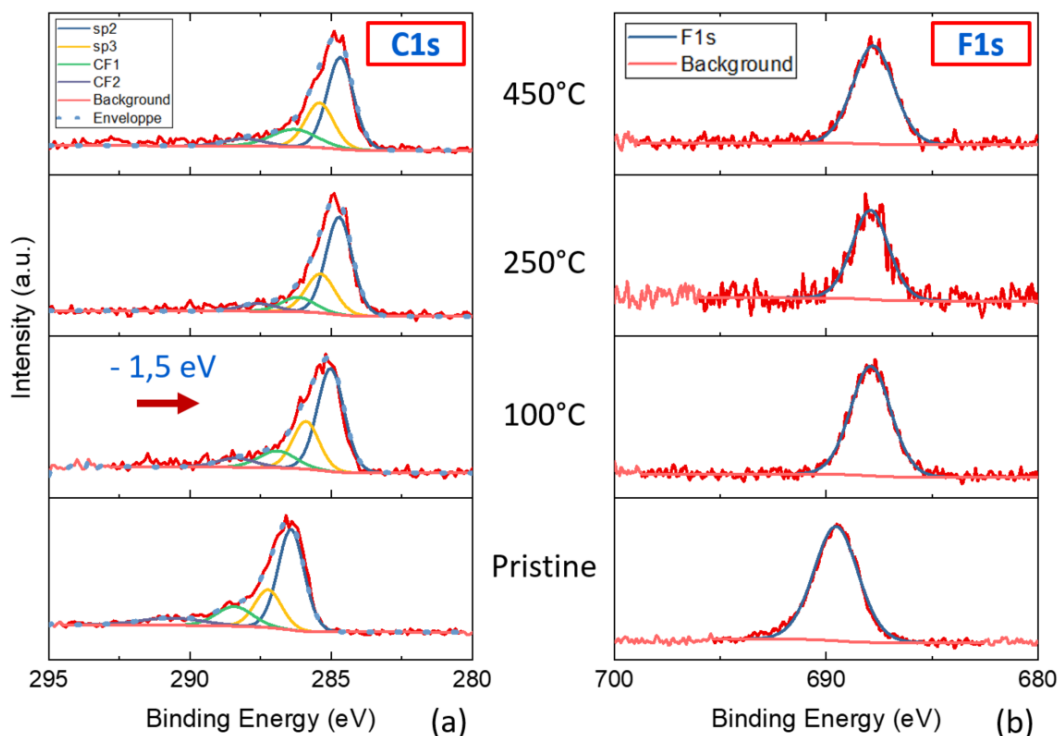 sp2
sp3
CF1
CF2
Background
Enveloppe
C1s
F1s
Background
F1s
450°C
250°C
100°C
Pristine
- 1,5 eV
Intensity (a.u.)
295
290
285
280
700
690
680
Binding Energy (eV)
(a)
Binding Energy (eV)
(b)